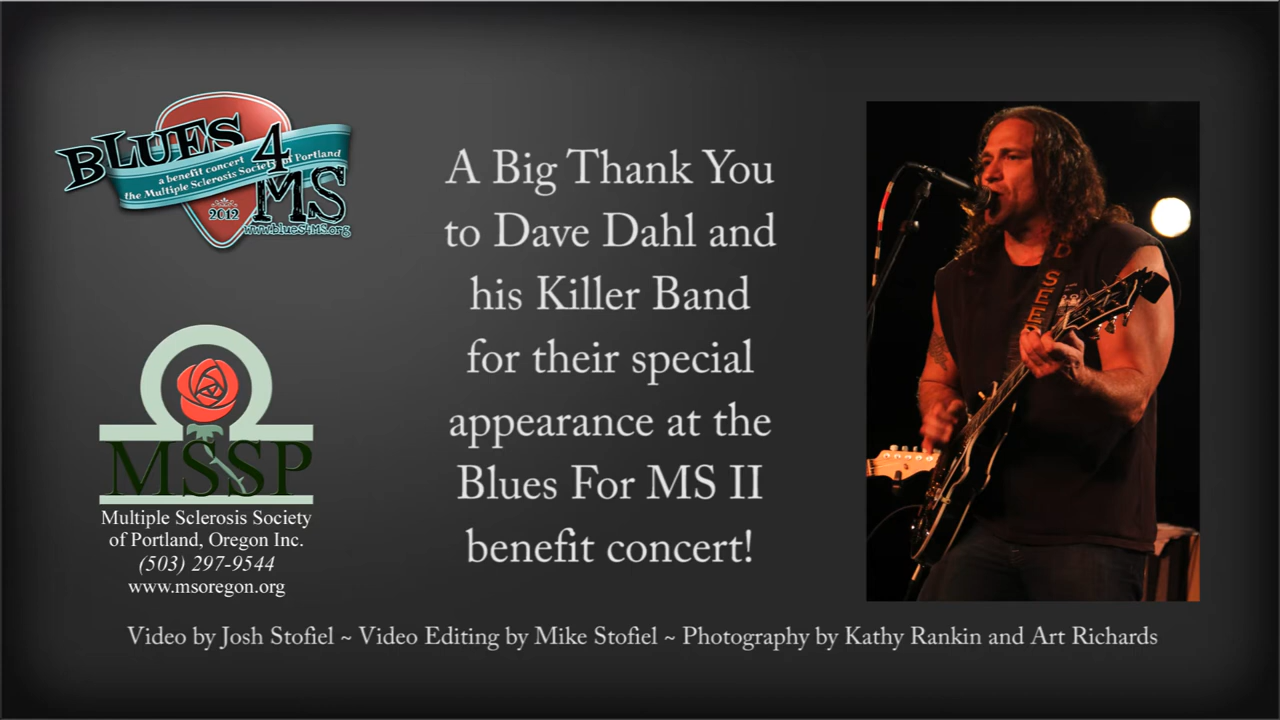 BLUES 4 MS
a benefit concert of Portland
the Multiple Sclerosis Society
2012
www.blues4MS.org
MSSP
Multiple Sclerosis Society
of Portland, Oregon Inc.
(503) 297-9544
www.msoregon.org
A Big Thank You
to Dave Dahl and
his Killer Band
for their special
appearance at the
Blues For MS II
benefit concert!
D SEE
Video by Josh Stofiel ~ Video Editing by Mike Stofiel ~ Photography by Kathy Rankin and Art Richards